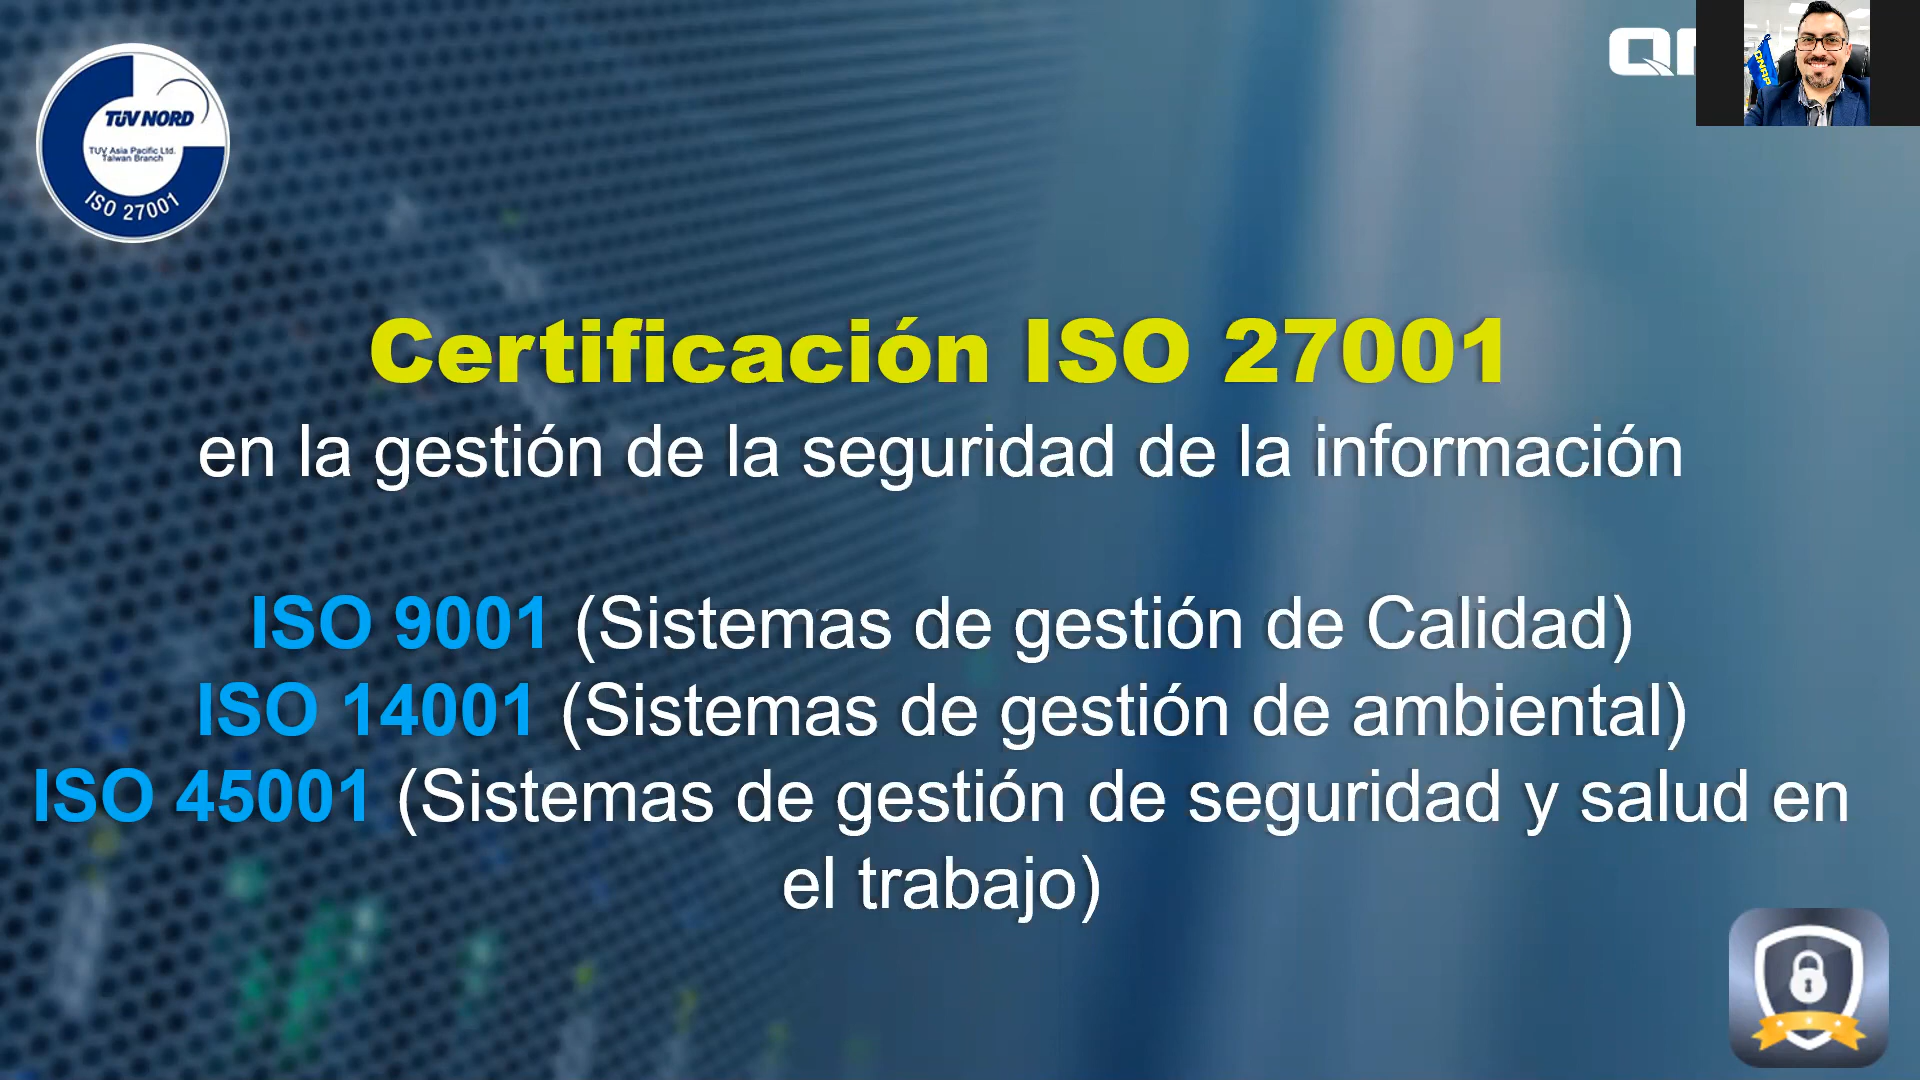 TÜV NORD
TUV Asia Pacific Ltd.
Taiwan Branch
ISO 27001
QNAP
Certificación ISO 27001
en la gestión de la seguridad de la información
ISO 9001 (Sistemas de gestión de Calidad)
ISO 14001 (Sistemas de gestión de ambiental)
ISO 45001 (Sistemas de gestión de seguridad y salud en
el trabajo)